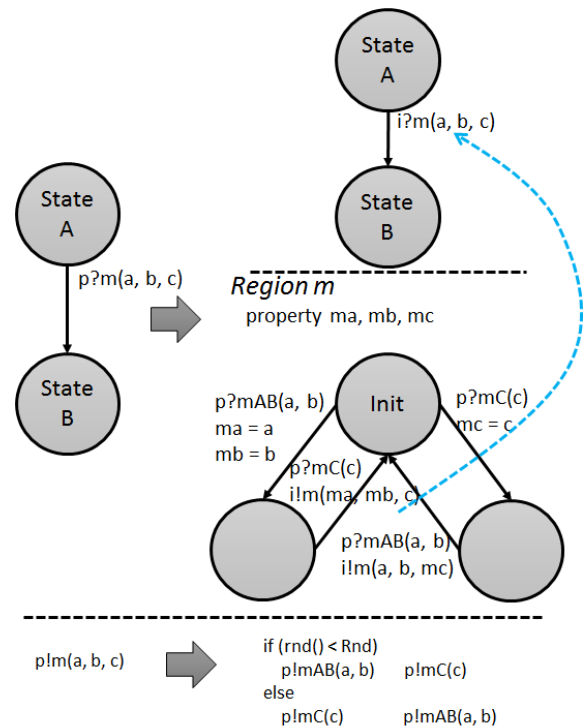 State
A
i?m(a, b, c)
State
B
State
A
p?m(a, b, c)
State
B
Region m
property ma, mb, mc
p?mAB(a, b)
ma = a
mb = b
Init
p?mC(c)
mc = c
p?mC(c)
i!m(ma, mb, c)
p?mAB(a, b)
i!m(a, b, mc)
p!m(a, b, c)
if (rnd() < Rnd)
p!mAB(a, b) p!mC(c)
else
p!mC(c) p!mAB(a, b)